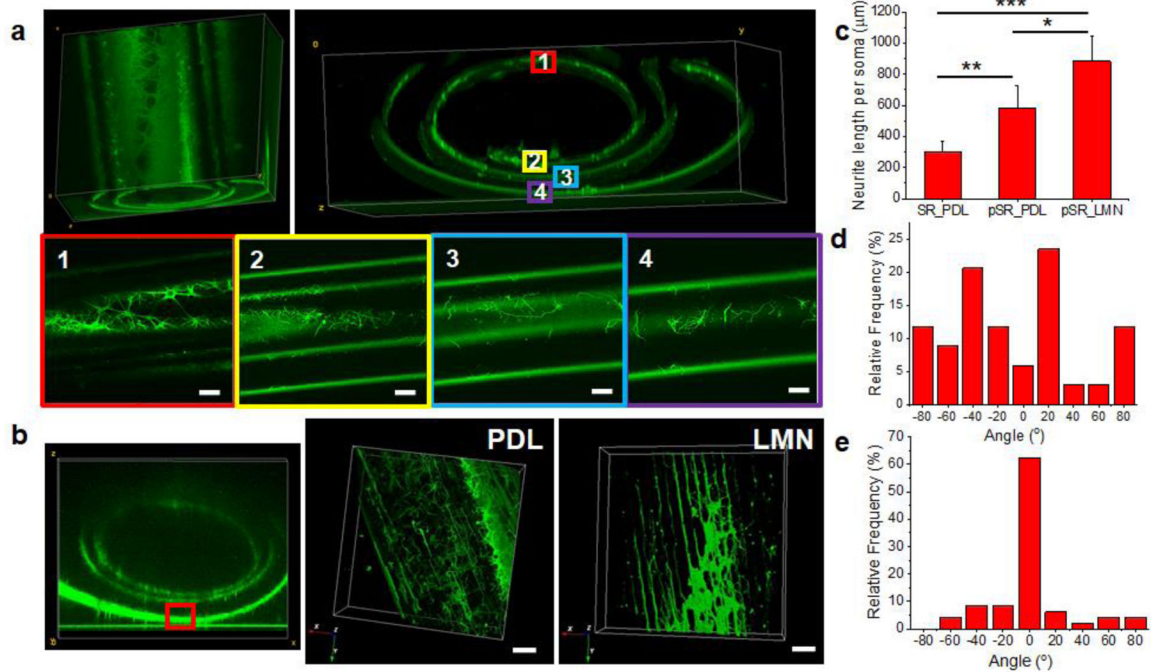 a
0
y
z
1
2
3
4
1
2
3
4
b
z
x
PDL
x
z
Y
LMN
x
z
Y
c
Neurite length per soma (μm)
1200
1000
800
600
400
200
0
***
*
**
SR_PDL
pSR_PDL
pSR_LMN
d
Relative Frequency (%)
25
20
15
10
5
0
-80
-60
-40
-20
0
20
40
60
80
Angle (°)
e
Relative Frequency (%)
70
60
50
40
30
20
10
0
-80
-60
-40
-20
0
20
40
60
80
Angle (°)